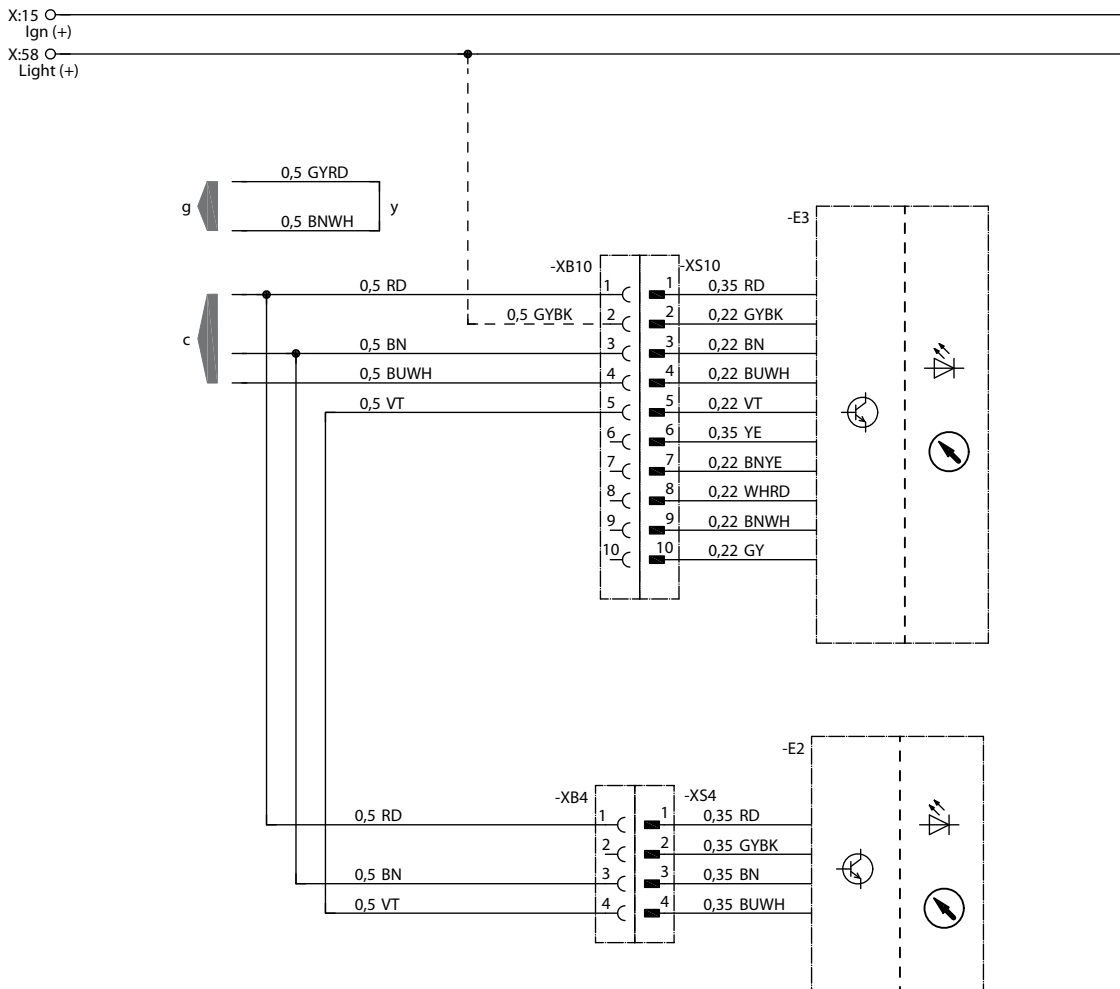 X:15
Ign (+)
X:58
Light (+)
0,5 GYRD
g
y
0,5 BNWH
-E3
-XB10
-XS10
0,5 RD
1
1
0,35 RD
0,5 GYBK
2
2
0,22 GYBK
c
0,5 BN
3
3
0,22 BN
0,5 BUWH
4
4
0,22 BUWH
0,5 VT
5
5
0,22 VT
6
6
0,35 YE
7
7
0,22 BNYE
8
8
0,22 WHRD
9
9
0,22 BNWH
10
10
0,22 GY
-E2
-XB4
-XS4
0,5 RD
1
1
0,35 RD
2
2
0,35 GYBK
0,5 BN
3
3
0,35 BN
0,5 VT
4
4
0,35 BUWH